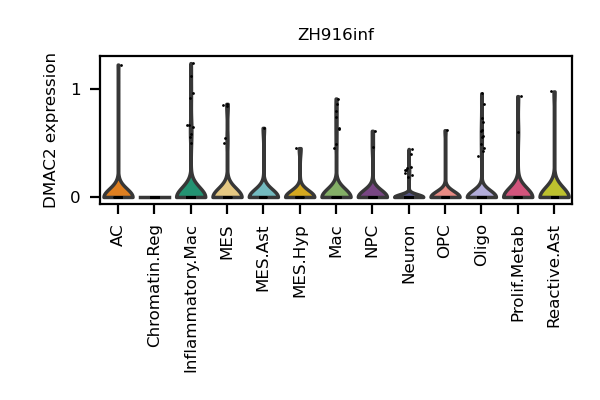 ZH916inf
DMAC2 expression
1
0
AC
Chromatin.Reg
Inflammatory.Mac
MES
MES.Ast
MES.Hyp
Mac
NPC
Neuron
OPC
Oligo
Prolif.Metab
Reactive.Ast